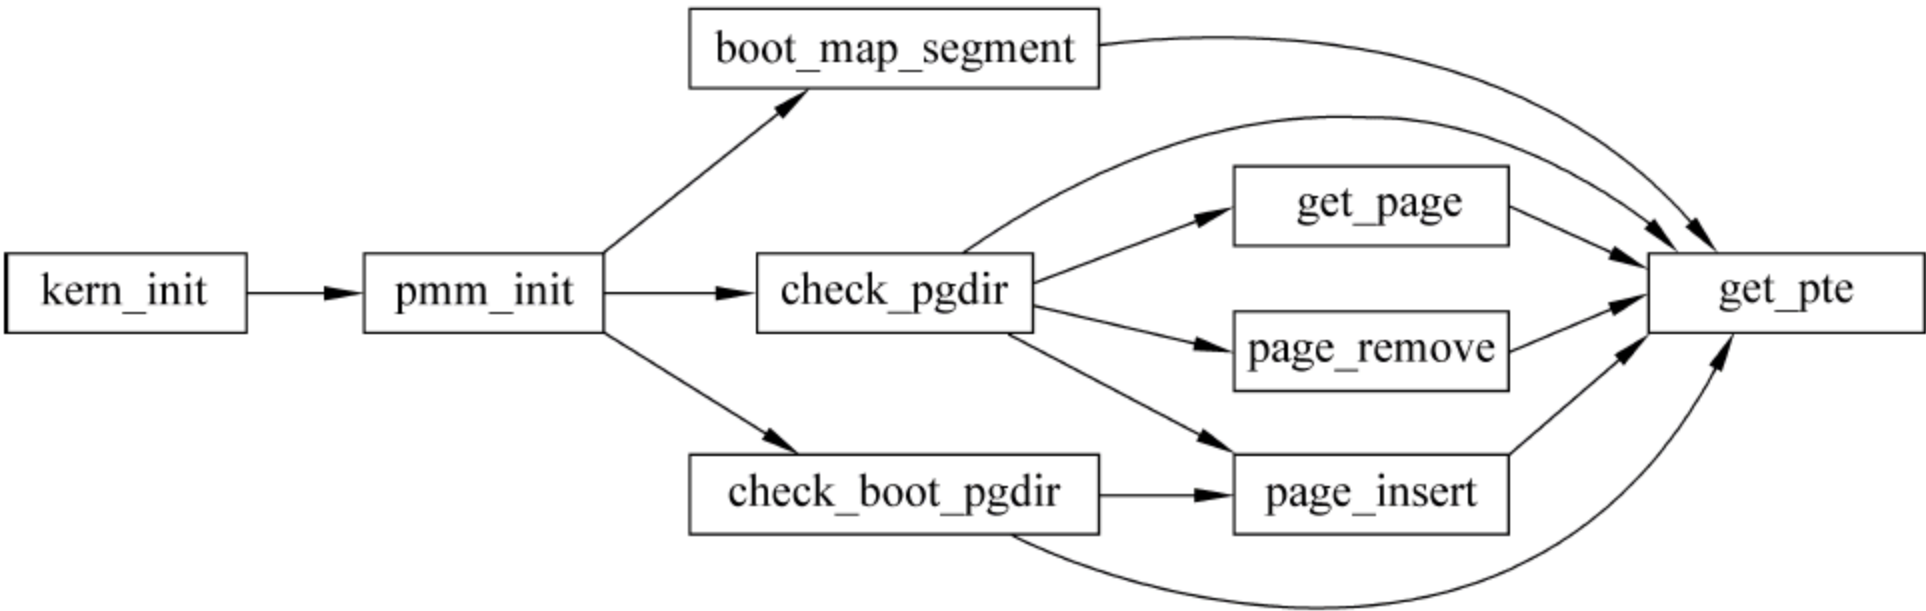 boot_map_segment
get_page
kern_init
pmm_init
check_pgdir
get_pte
page_remove
check_boot_pgdir
page_insert